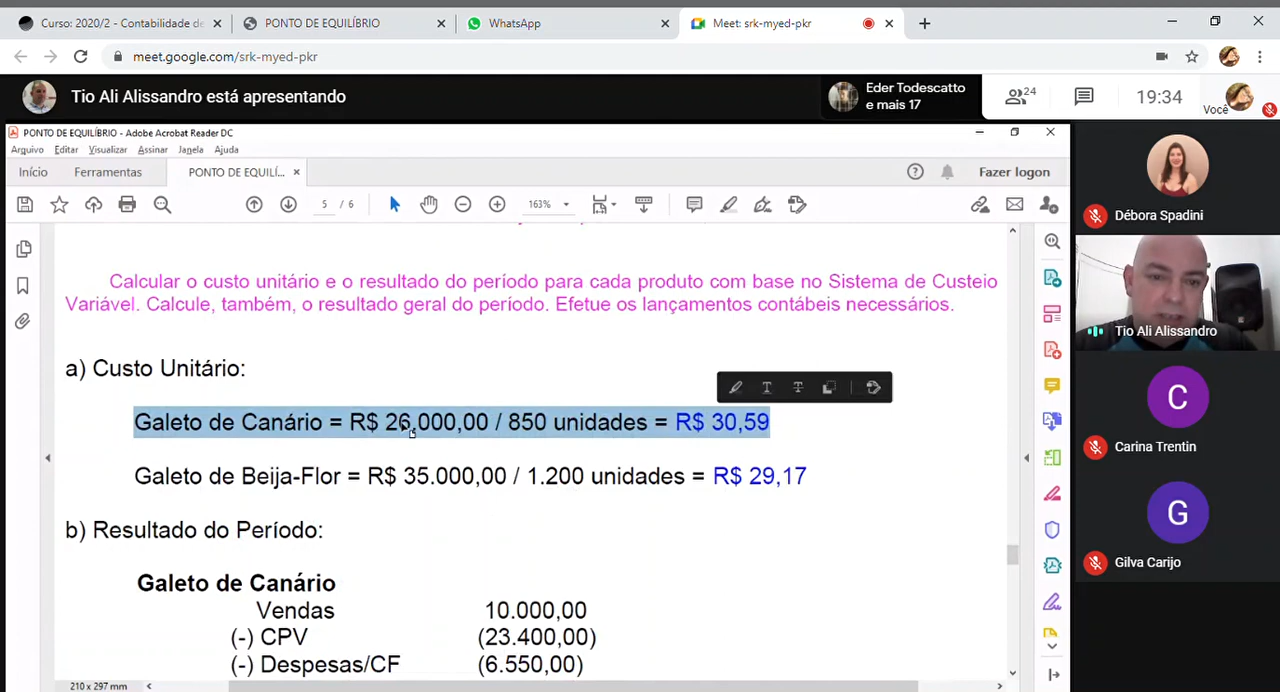 Curso: 2020/2 - Contabilidade de
PONTO DE EQUILÍBRIO
WhatsApp
Meet: srk-myed-pkr
meet.google.com/srk-myed-pkr
Tio Ali Alissandro está apresentando
Eder Todescatto
e mais 17
24
19:34
Você
PONTO DE EQUILÍBRIO - Adobe Acrobat Reader DC
Arquivo Editar Visualizar Assinar Janela Ajuda
Início Ferramentas PONTO DE EQUILÍ... Fazer logon
5 / 6 163%
Calcular o custo unitário e o resultado do período para cada produto com base no Sistema de Custeio
Variável. Calcule, também, o resultado geral do período. Efetue os lançamentos contábeis necessários.
a) Custo Unitário:
Galeto de Canário = R$ 26.000,00 / 850 unidades = R$ 30,59
Galeto de Beija-Flor = R$ 35.000,00 / 1.200 unidades = R$ 29,17
b) Resultado do Período:
Galeto de Canário
Vendas 10.000,00
(-) CPV (23.400,00)
(-) Despesas/CF (6.550,00)
210 x 297 mm
Débora Spadini
Tio Ali Alissandro
C
Carina Trentin
G
Gilva Carijo